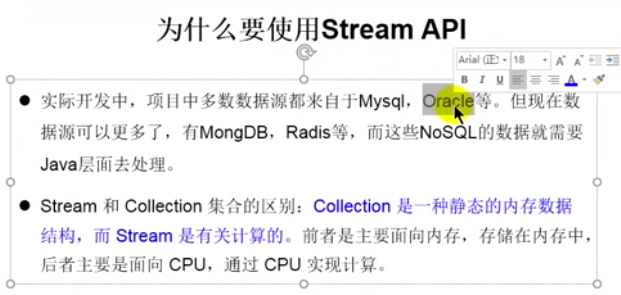 为什么要使用Stream API
Arial (正文)
18
B I U
A
实际开发中，项目中多数数据源都来自于Mysql，Oracle等。但现在数
据源可以更多了，有MongDB，Radis等，而这些NoSQL的数据就需要
Java层面去处理。
Stream 和 Collection 集合的区别：Collection 是一种静态的内存数据
结构，而 Stream 是有关计算的。前者是主要面向内存，存储在内存中，
后者主要是面向 CPU，通过 CPU 实现计算。